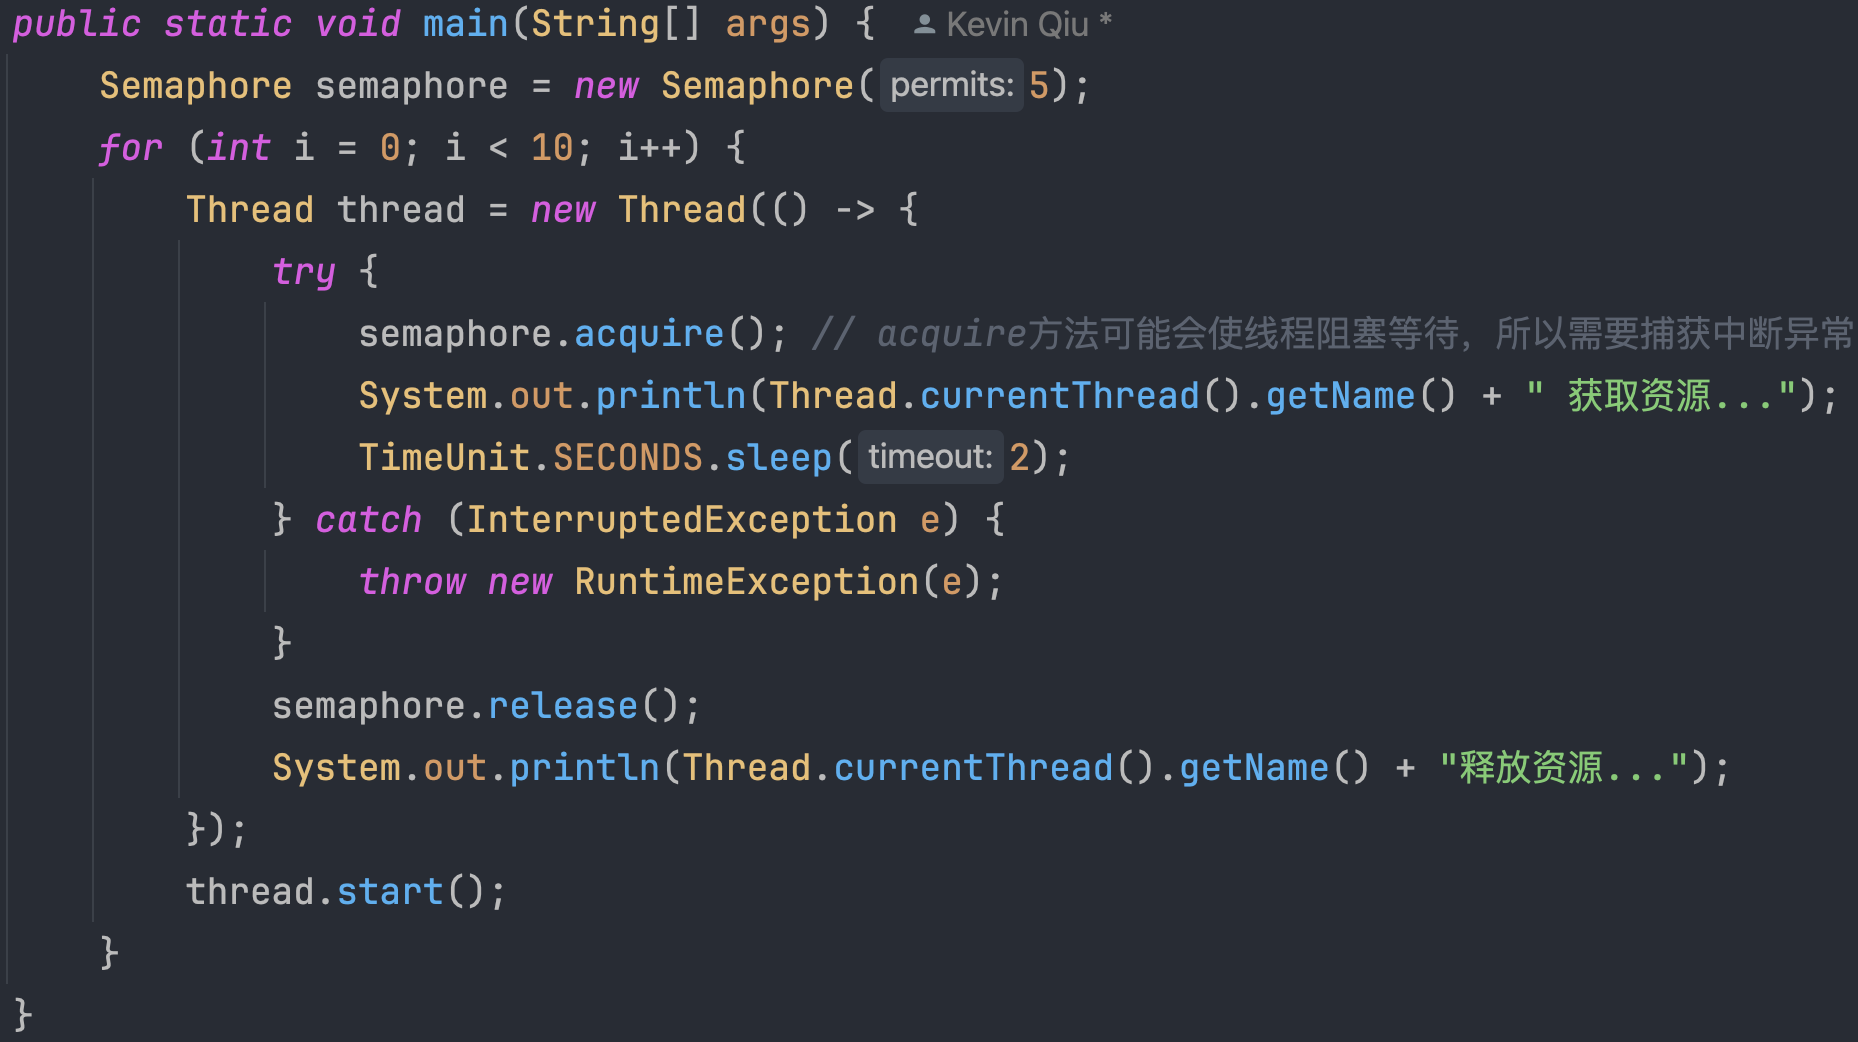 public static void main(String[] args) {  Kevin Qiu *
    Semaphore semaphore = new Semaphore( permits: 5);
    for (int i = 0; i < 10; i++) {
        Thread thread = new Thread(() -> {
            try {
                semaphore.acquire(); // acquire方法可能会使线程阻塞等待，所以需要捕获中断异常
                System.out.println(Thread.currentThread().getName() + " 获取资源...");
                TimeUnit.SECONDS.sleep( timeout: 2);
            } catch (InterruptedException e) {
                throw new RuntimeException(e);
            }
            semaphore.release();
            System.out.println(Thread.currentThread().getName() + "释放资源...");
        });
        thread.start();
    }
}